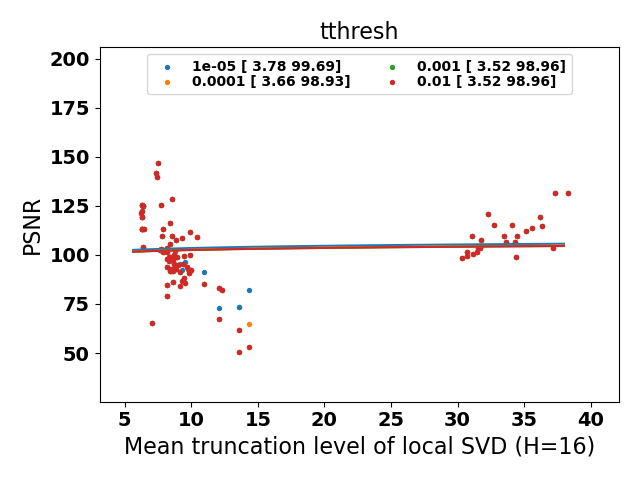 tthresh
1e-05 [ 3.78 99.69]
0.0001 [ 3.66 98.93]
0.001 [ 3.52 98.96]
0.01 [ 3.52 98.96]
PSNR
200
175
150
125
100
75
50
5 10 15 20 25 30 35 40
Mean truncation level of local SVD (H=16)